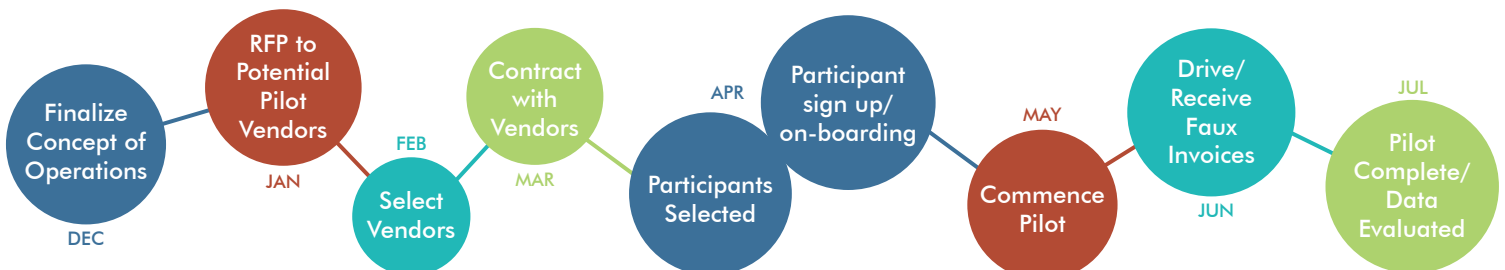 Finalize
Concept of
Operations
DEC
RFP to
Potential
Pilot
Vendors
JAN
FEB
Select
Vendors
Contract
with
Vendors
MAR
APR
Participants
Selected
Participant
sign up/
on-boarding
MAY
Commence
Pilot
Drive/
Receive
Faux
Invoices
JUN
JUL
Pilot
Complete/
Data
Evaluated